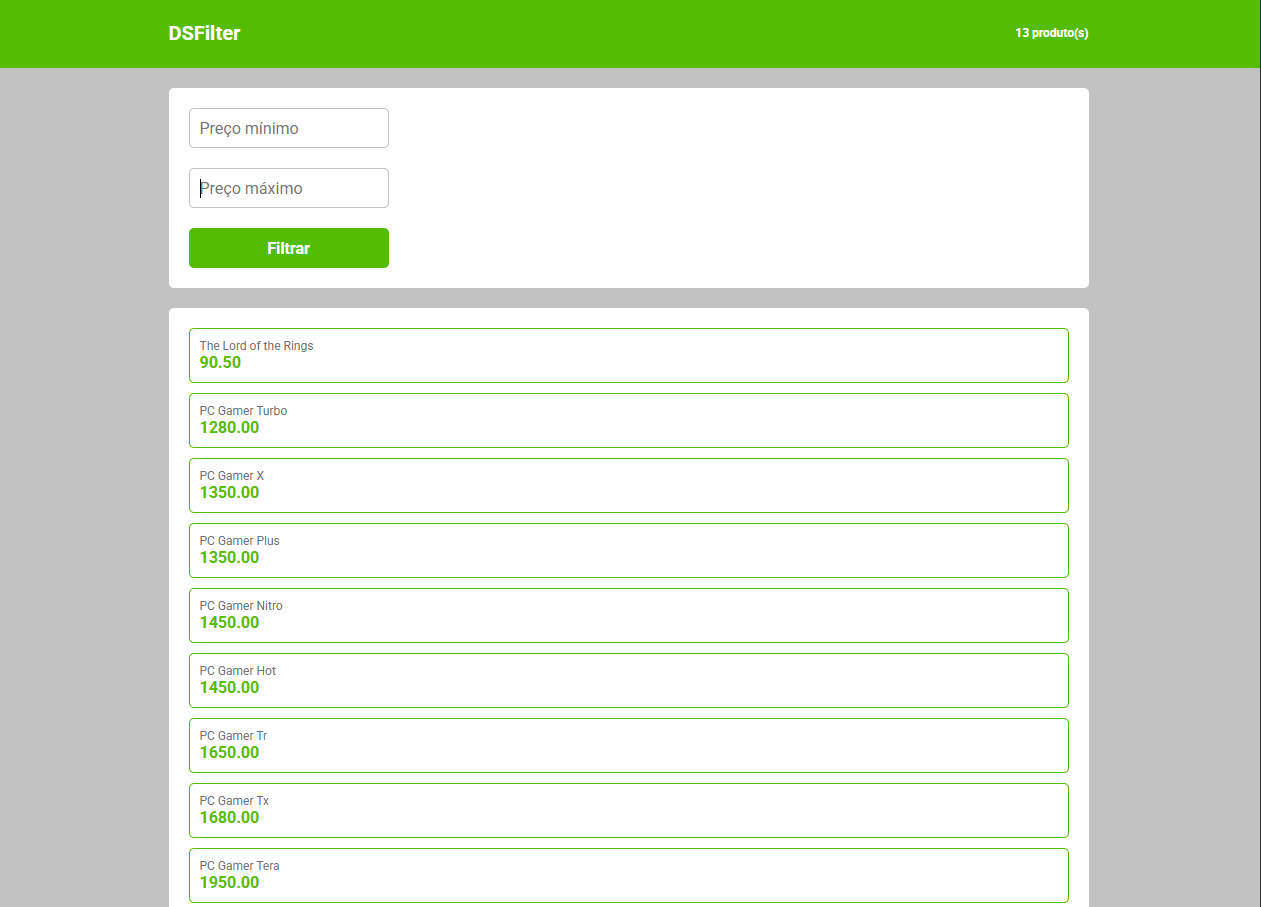 DSFilter
13 produto(s)
Preço mínimo
Preço máximo
Filtrar
The Lord of the Rings
90.50
PC Gamer Turbo
1280.00
PC Gamer X
1350.00
PC Gamer Plus
1350.00
PC Gamer Nitro
1450.00
PC Gamer Hot
1450.00
PC Gamer Tr
1650.00
PC Gamer Tx
1680.00
PC Gamer Tera
1950.00